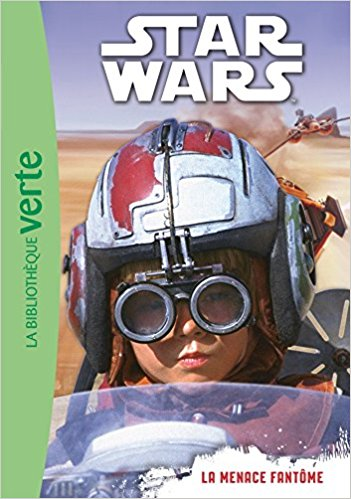 STAR
WARS
LA BIBLIOTHÈQUE verte
LA MENACE FANTÔME